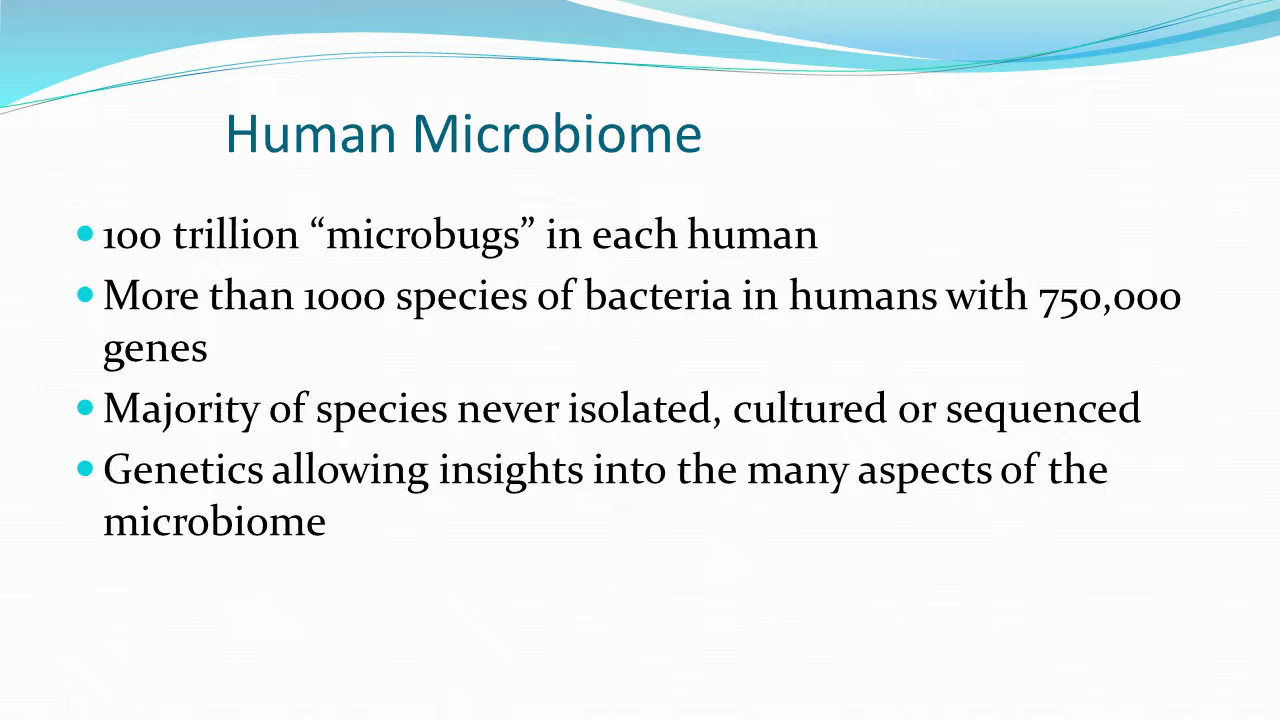 Human Microbiome
100 trillion “microbugs” in each human
More than 1000 species of bacteria in humans with 750,000
genes
Majority of species never isolated, cultured or sequenced
Genetics allowing insights into the many aspects of the
microbiome